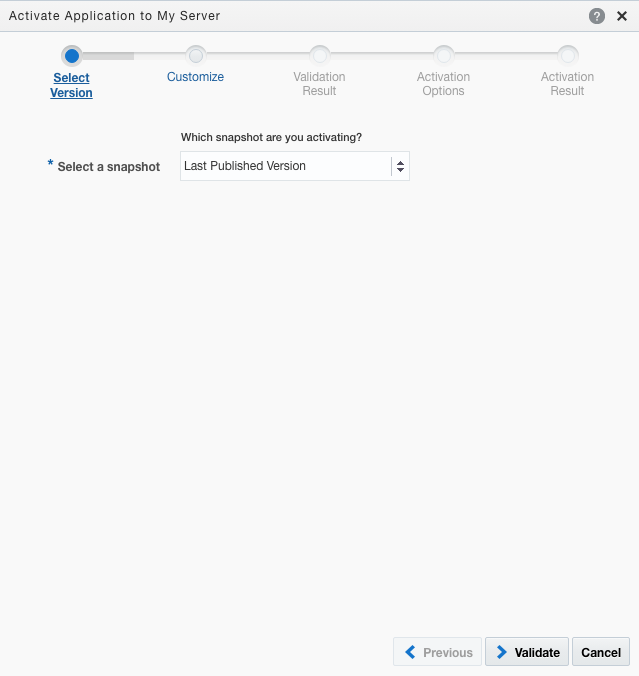 Activate Application to My Server
?
Select
Version
Customize
Validation
Result
Activation
Options
Activation
Result
Which snapshot are you activating?
* Select a snapshot
Last Published Version
Previous
Validate
Cancel